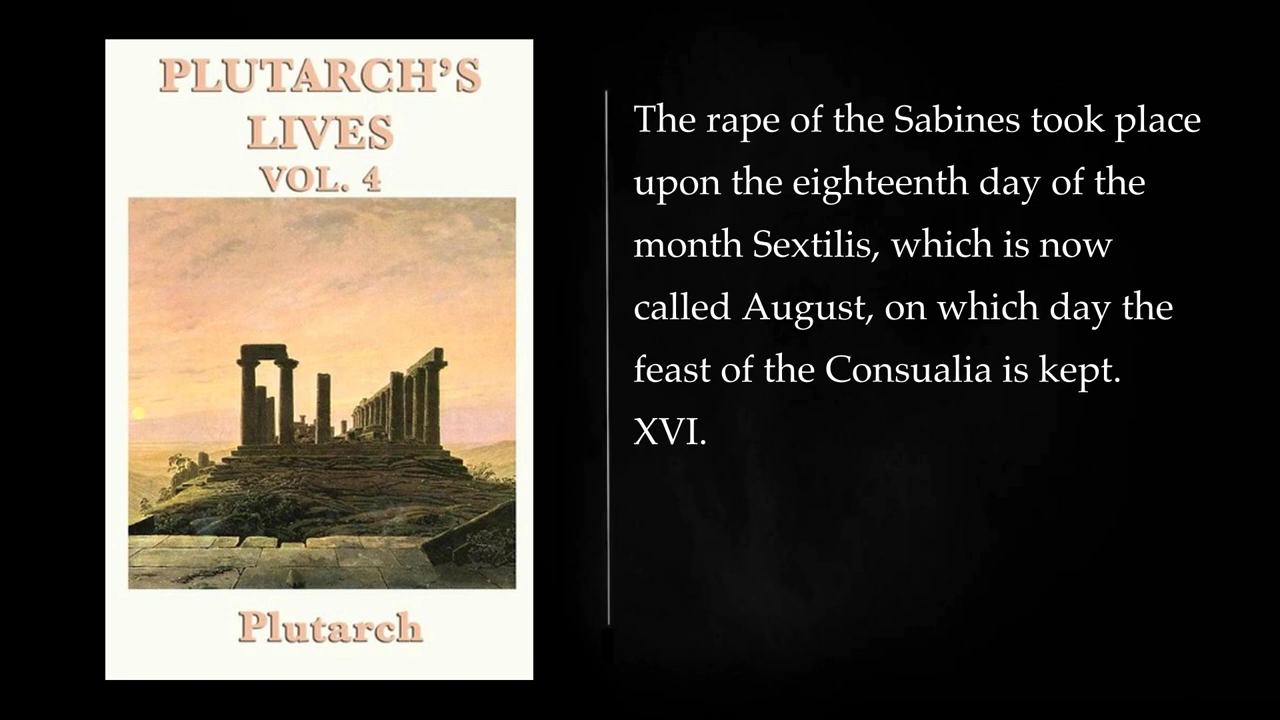 PLUTARCH'S
LIVES
VOL. 4
Plutarch
The rape of the Sabines took place
upon the eighteenth day of the
month Sextilis, which is now
called August, on which day the
feast of the Consualia is kept.
XVI.